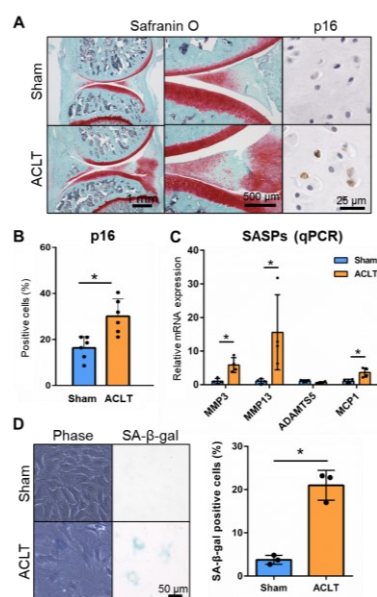 A
Safranin O
p16
Sham
ACLT
1 mm
500 µm
25 µm
B
p16
Positive cells (%)
60
40
20
0
Sham
ACLT
*
C
SASPs (qPCR)
Sham
ACLT
Relative mRNA expression
40
30
20
10
0
*
*
*
MMP3
MMP13
ADAMTS5
MCP1
D
Phase
SA-β-gal
Sham
ACLT
50 µm
SA-β-gal positive cells (%)
30
20
10
0
*
Sham
ACLT